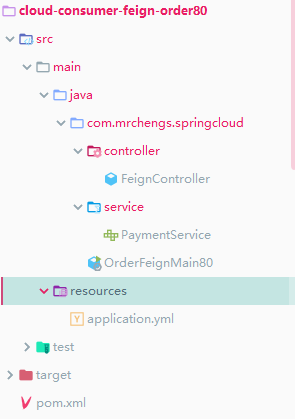 cloud-consumer-feign-order80
src
main
java
com.mrchengs.springcloud
controller
FeignController
service
PaymentService
OrderFeignMain80
resources
application.yml
test
target
pom.xml